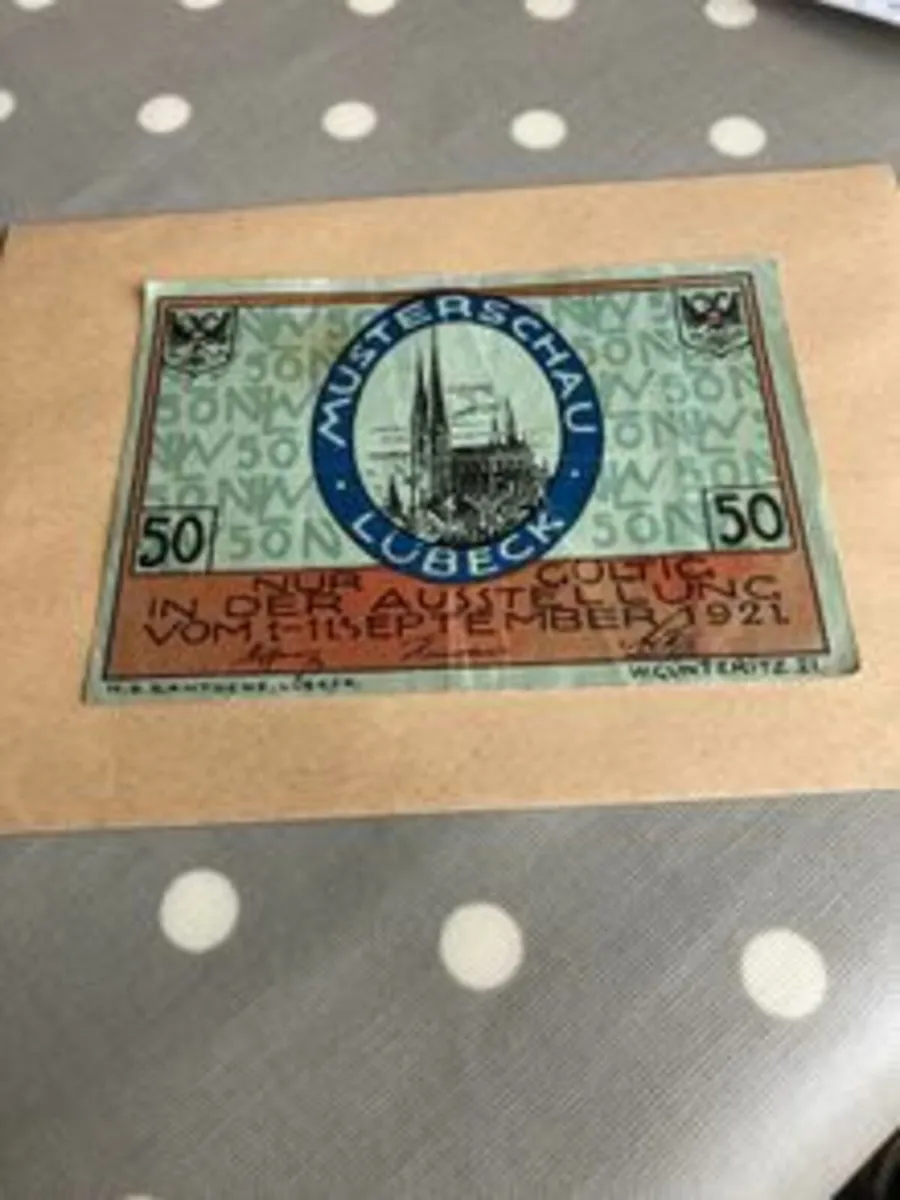 MUSTERSCHAU
LÜBECK
50
50
NUR GÜLTIG
IN DER AUSSTELLUNG
VOM 1-11 SEPTEMBER 1921